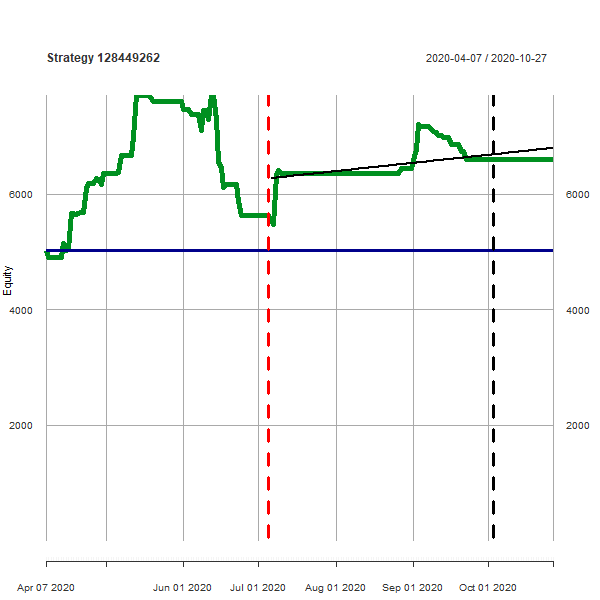 Strategy 128449262
2020-04-07 / 2020-10-27
6000
6000
Equity
4000
4000
2000
2000
Apr 07 2020
Jun 01 2020
Jul 01 2020
Aug 01 2020
Sep 01 2020
Oct 01 2020